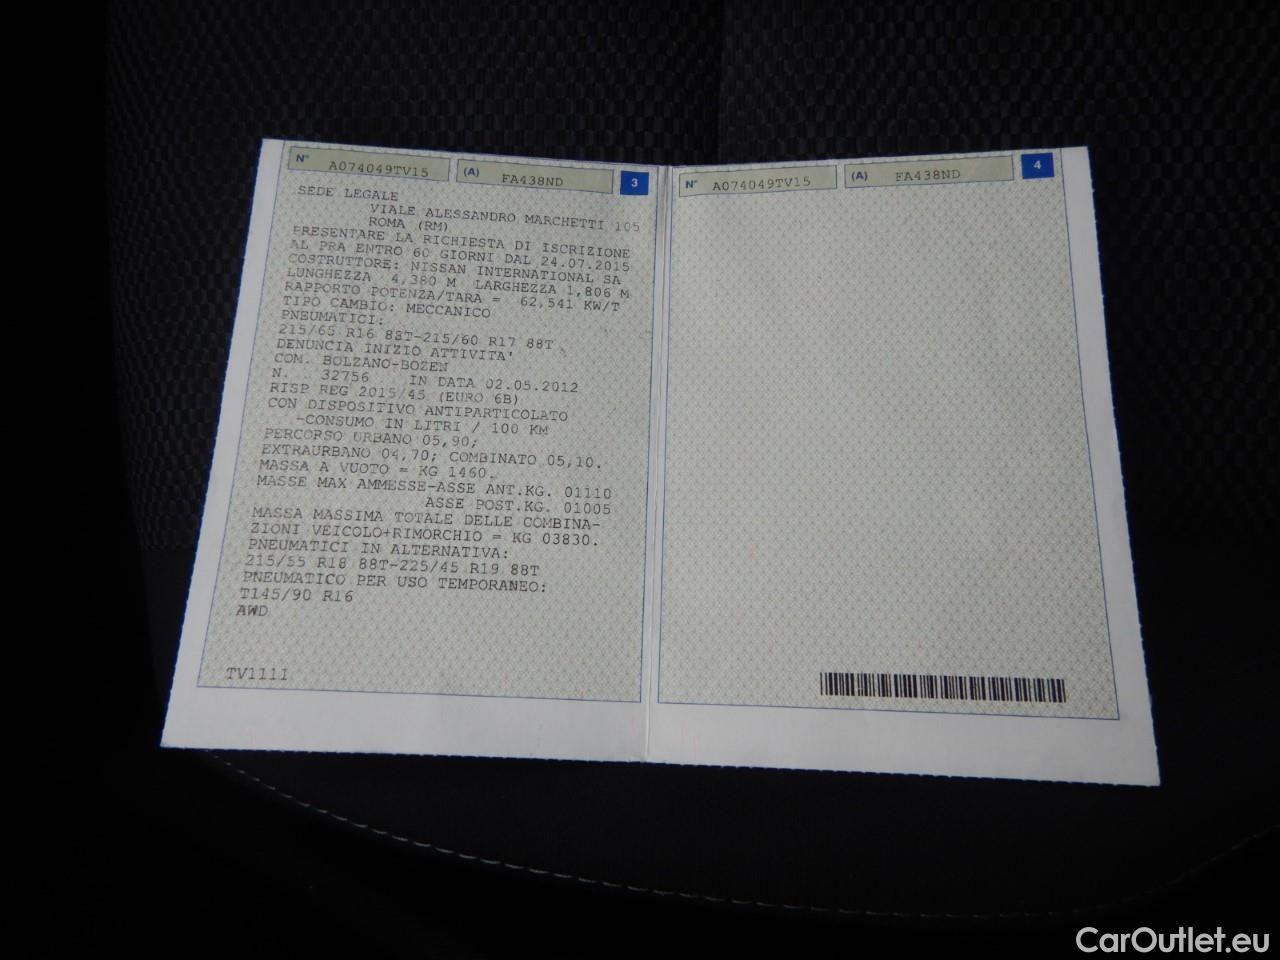 N° A074049TV15 (A) FA438ND 3
SEDE LEGALE
VIALE ALESSANDRO MARCHETTI 105
ROMA (RM)
PRESENTARE LA RICHIESTA DI ISCRIZIONE
AL PRA ENTRO 60 GIORNI DAL 24.07.2015
COSTRUTTORE: NISSAN INTERNATIONAL SA
LUNGHEZZA 4,380 M LARGHEZZA 1,806 M
RAPPORTO POTENZA/TARA = 62,541 KW/T
TIPO CAMBIO: MECCANICO
PNEUMATICI:
215/65 R16 88T-215/60 R17 88T
DENUNCIA INIZIO ATTIVITA'
COM. BOLZANO-BOZEN
N. 32756 IN DATA 02.05.2012
RISP REG 2015/45 (EURO 6B)
CON DISPOSITIVO ANTIPARTICOLATO
-CONSUMO IN LITRI / 100 KM
PERCORSO URBANO 05,90;
EXTRAURBANO 04,70; COMBINATO 05,10.
MASSA A VUOTO = KG 1460.
MASSE MAX AMMESSE-ASSE ANT.KG. 01110
ASSE POST.KG. 01005
MASSA MASSIMA TOTALE DELLE COMBINA-
ZIONI VEICOLO+RIMORCHIO = KG 03830.
PNEUMATICI IN ALTERNATIVA:
215/55 R18 88T-225/45 R19 88T
PNEUMATICO PER USO TEMPORANEO:
T145/90 R16
AWD
TV1111
N° A074049TV15 (A) FA438ND 4
CarOutlet.eu